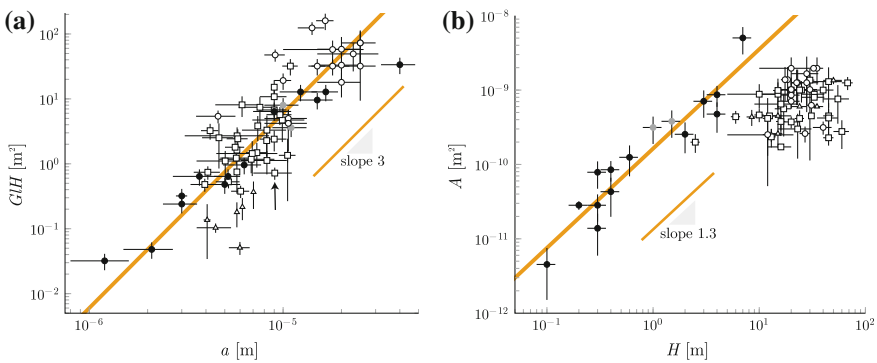 (a)
10²
10¹
10⁰
10⁻¹
10⁻²
G/H [m²]
slope 3
10⁻⁶
10⁻⁵
a [m]
(b)
10⁻⁸
10⁻⁹
10⁻¹⁰
10⁻¹¹
10⁻¹²
A [m²]
slope 1.3
10⁻¹
10⁰
10¹
10²
H [m]